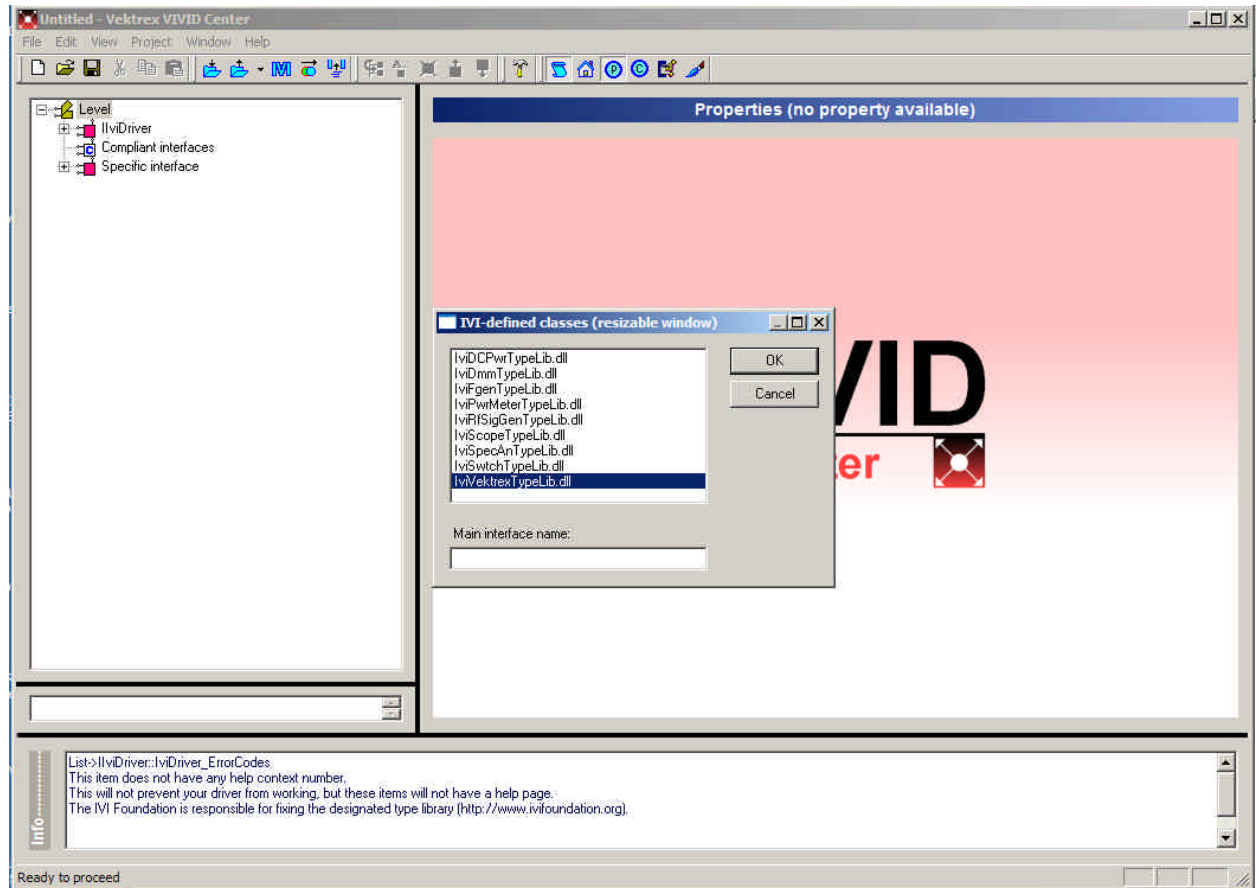 Untitled - Vektrex VIVID Center
File Edit View Project Window Help
Level
IIviDriver
Compliant interfaces
Specific interface
Properties (no property available)
IVI-defined classes (resizable window)
IviDCPwrTypeLib.dll
IviDmmTypeLib.dll
IviFgenTypeLib.dll
IviPwrMeterTypeLib.dll
IviRfSigGenTypeLib.dll
IviScopeTypeLib.dll
IviSpecAnTypeLib.dll
IviSwtchTypeLib.dll
IviVektrexTypeLib.dll
OK
Cancel
Main interface name:
VID
er
Info
List->IIviDriver::IviDriver_ErrorCodes
This item does not have any help context number.
This will not prevent your driver from working, but these items will not have a help page.
The IVI Foundation is responsible for fixing the designated type library (http://www.ivifoundation.org).
Ready to proceed